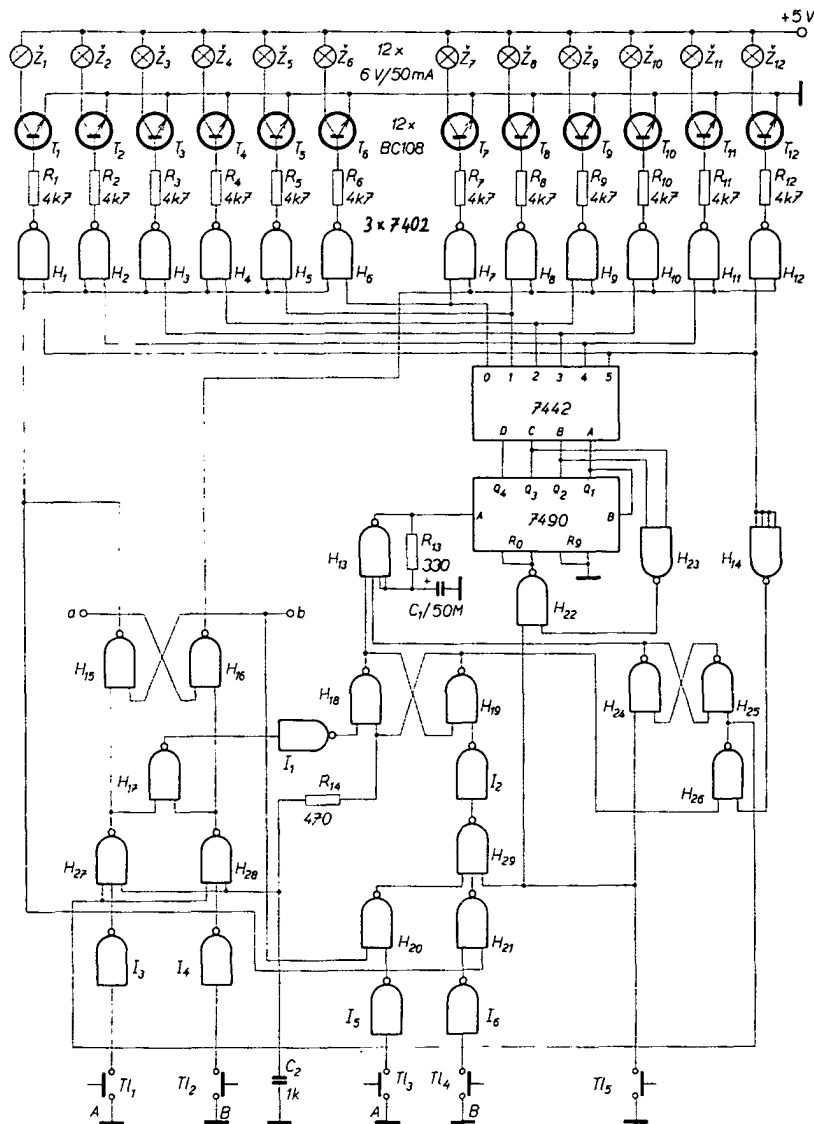 +5 V
Ž1 Ž2 Ž3 Ž4 Ž5 Ž6 12 x Ž7 Ž8 Ž9 Ž10 Ž11 Ž12
6 V/50mA
12x
BC108
T1 T2 T3 T4 T5 T6 T7 T8 T9 T10 T11 T12
R1 R2 R3 R4 R5 R6 R7 R8 R9 R10 R11 R12
4k7 4k7 4k7 4k7 4k7 4k7 4k7 4k7 4k7 4k7 4k7 4k7
3 x 7402
H1 H2 H3 H4 H5 H6 H7 H8 H9 H10 H11 H12
0 1 2 3 4 5
7442
D C B A
Q4 Q3 Q2 Q1
A 7490 B
R0 R9
H13 R13 H23 H14
330
+
C1/50M
H22
a b
H15 H16 H18 H19 H24 H25
I1
H17 R14 I2 H26
470
H27 H28 H29
H20 H21
I3 I4 I5 I6
Tl1 Tl2 C2 Tl3 Tl4 Tl5
1k
A B A B